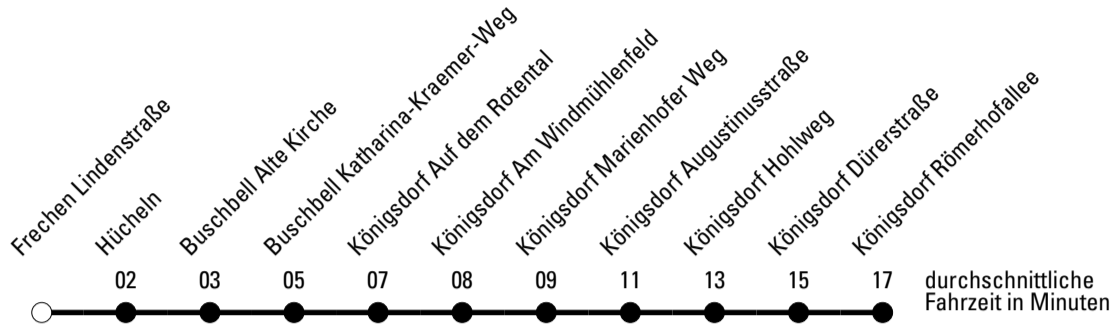 Frechen Lindenstraße
Hücheln
Buschbell Alte Kirche
Buschbell Katharina-Kraemer-Weg
Königsdorf Auf dem Rotental
Königsdorf Am Windmühlenfeld
Königsdorf Marienhofer Weg
Königsdorf Augustinusstraße
Königsdorf Hohlweg
Königsdorf Dürerstraße
Königsdorf Römerhofallee
02 03 05 07 08 09 11 13 15 17
durchschnittliche
Fahrzeit in Minuten